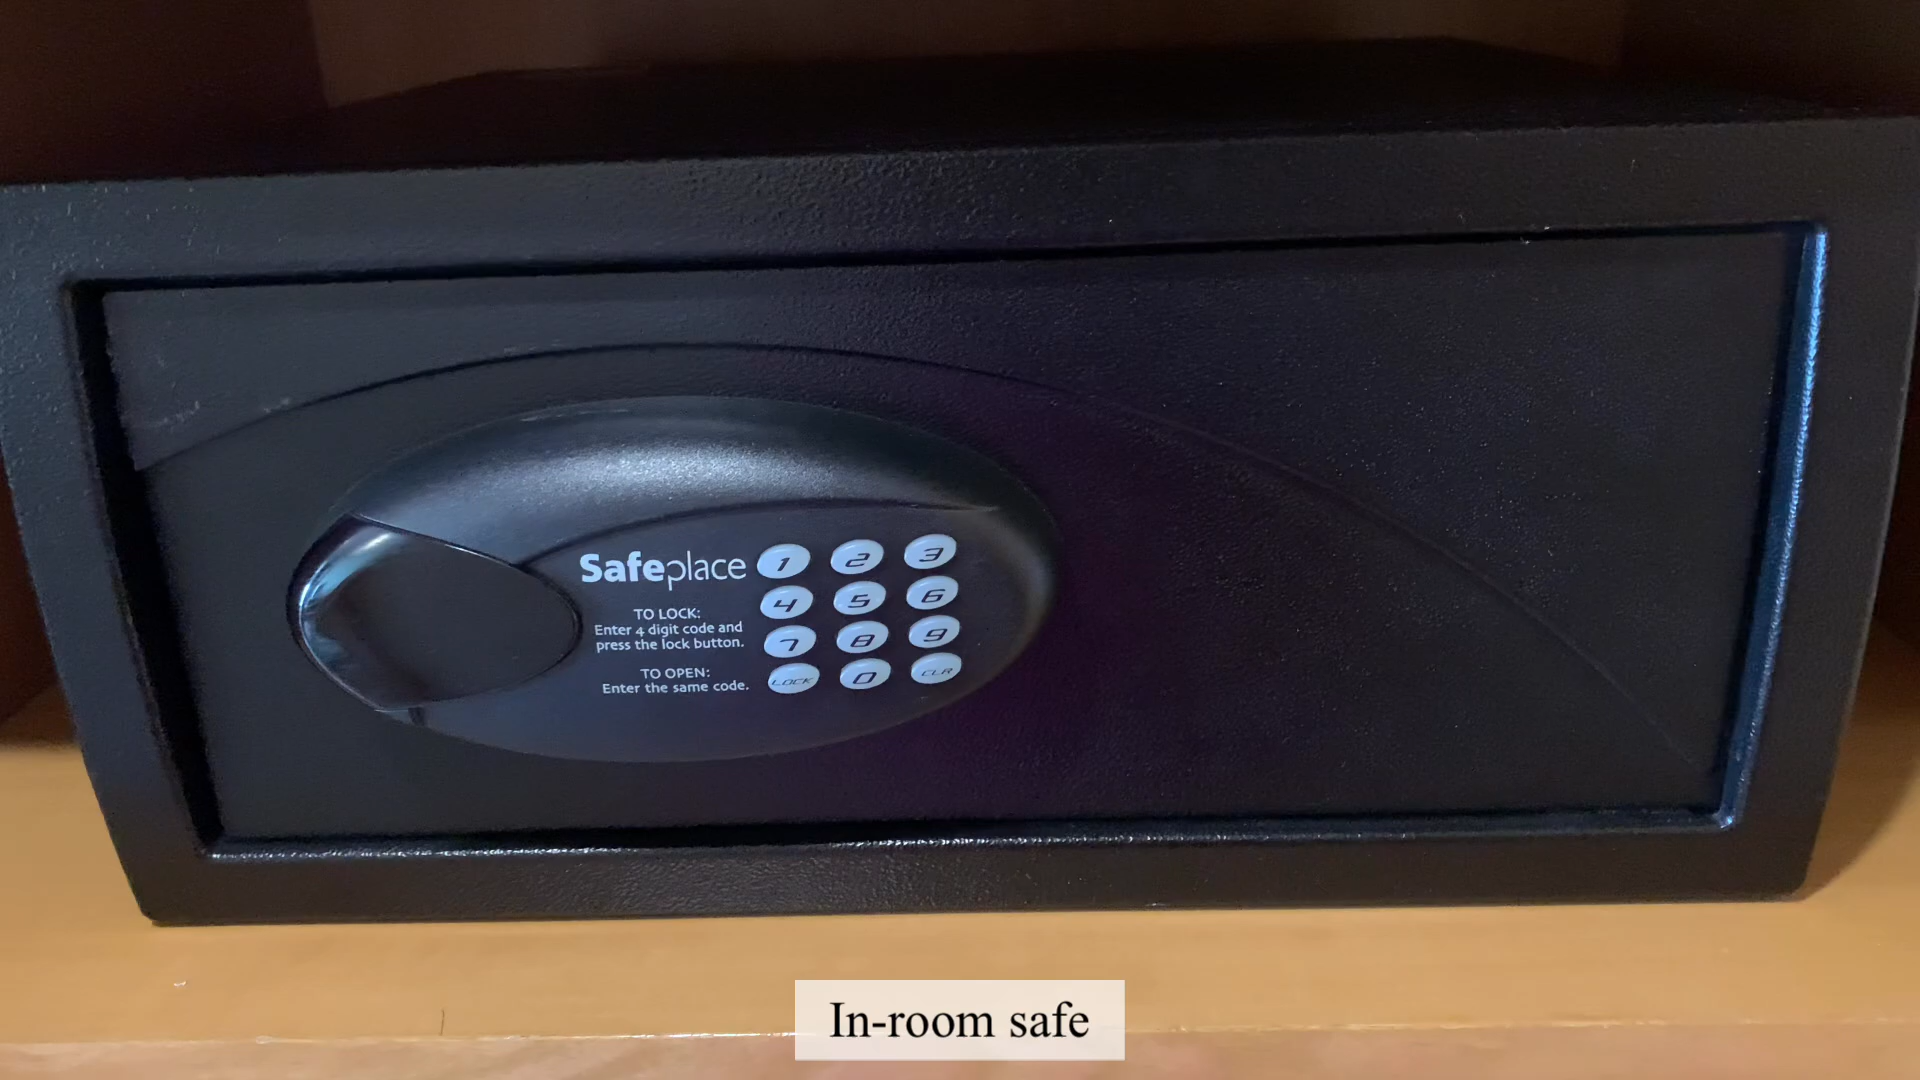 Safeplace
TO LOCK:
Enter 4 digit code and
press the lock button.
TO OPEN:
Enter the same code.
1 2 3
4 5 6
7 8 9
LOCK 0 CLR
In-room safe